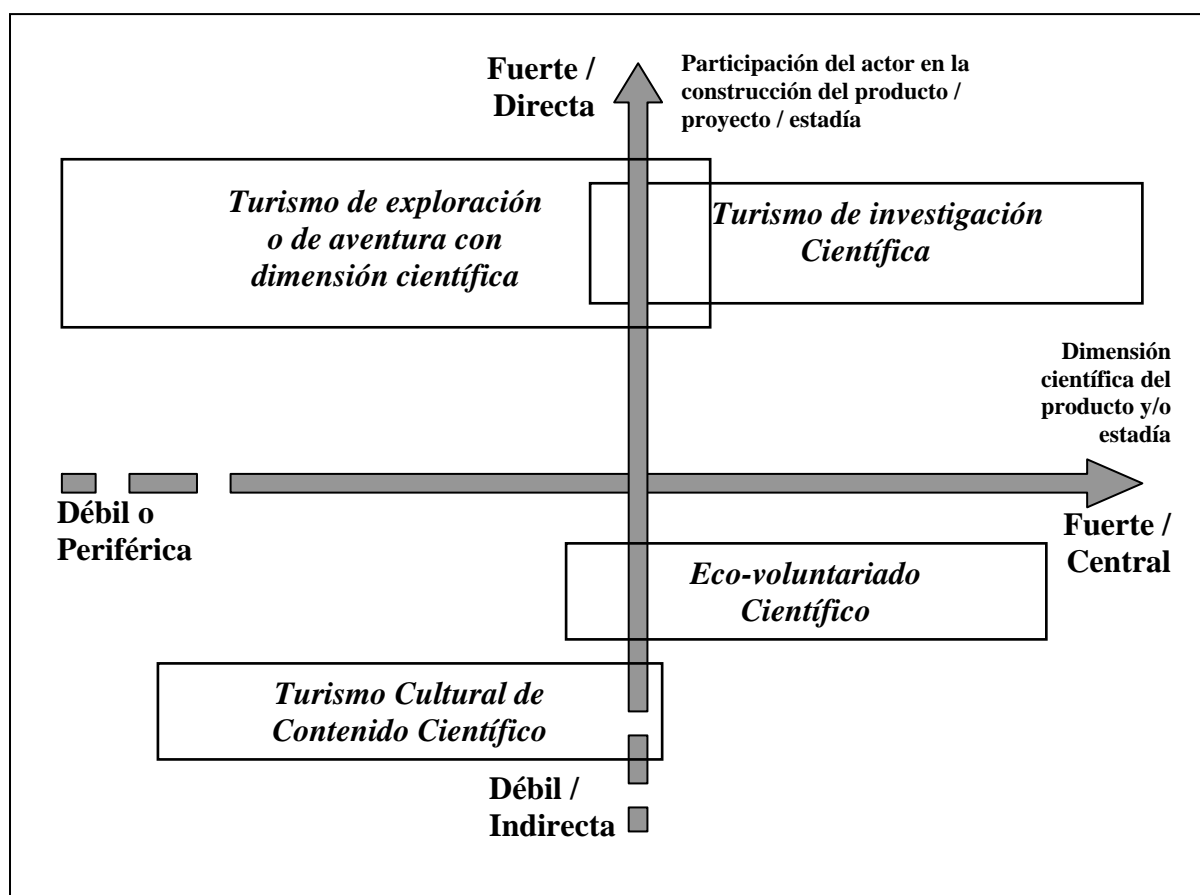 Fuerte /
Directa
Participación del actor en la
construcción del producto /
proyecto / estadía
Turismo de exploración
o de aventura con
dimensión científica
Turismo de investigación
Científica
Dimensión
científica del
producto y/o
estadía
Débil o
Periférica
Fuerte /
Central
Eco-voluntariado
Científico
Turismo Cultural de
Contenido Científico
Débil /
Indirecta